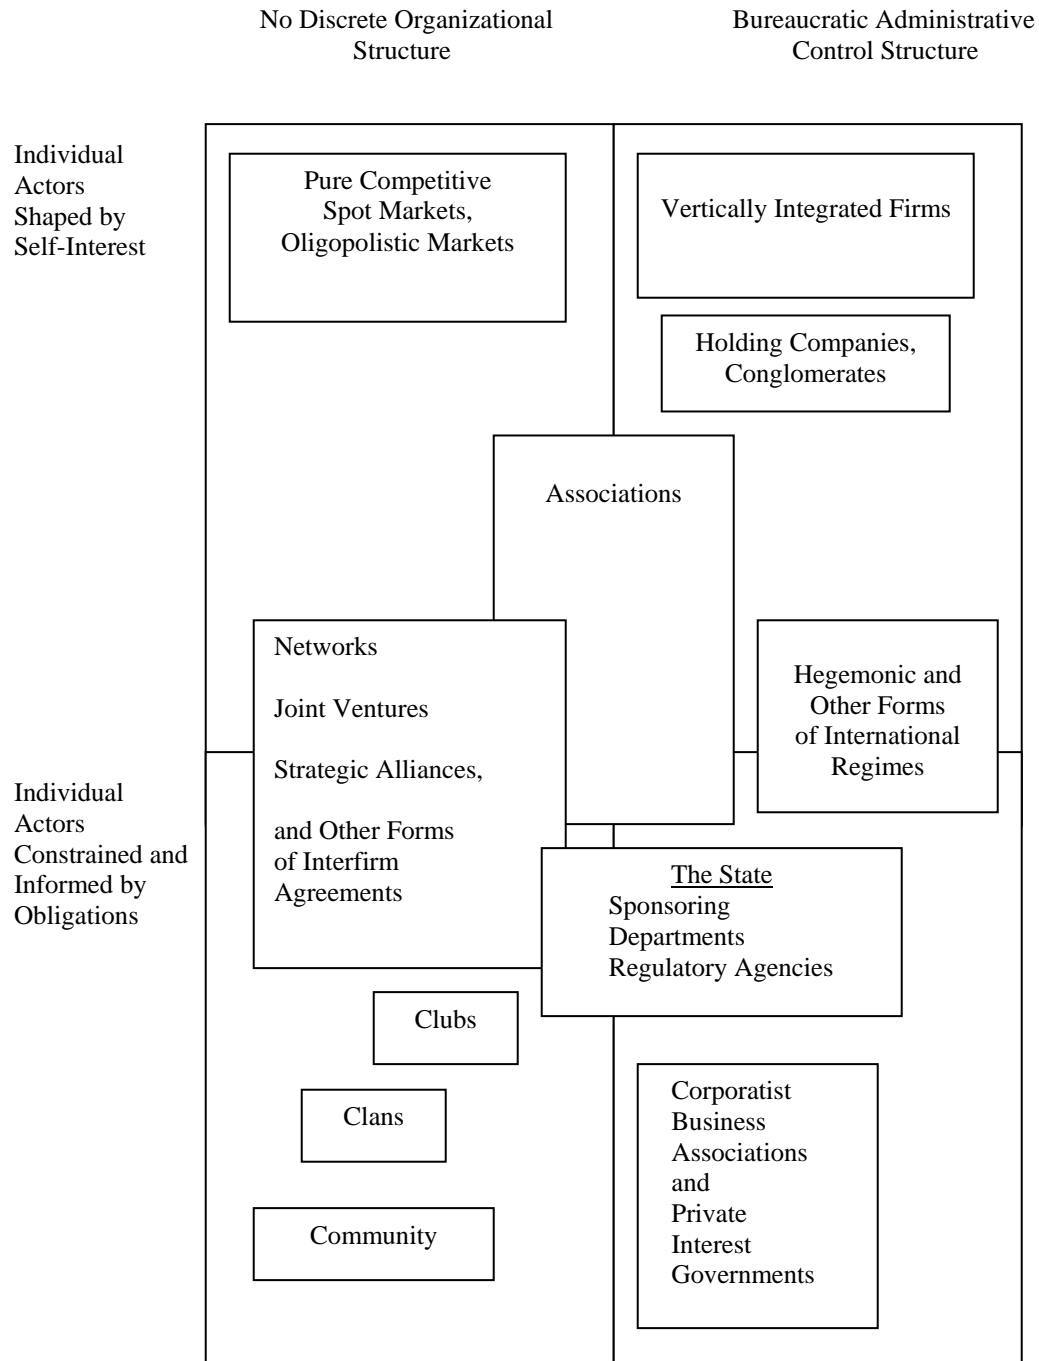 No Discrete Organizational
Structure
Bureaucratic Administrative
Control Structure
Individual
Actors
Shaped by
Self-Interest
Pure Competitive
Spot Markets,
Oligopolistic Markets
Vertically Integrated Firms
Holding Companies,
Conglomerates
Associations
Networks
Joint Ventures
Strategic Alliances,
and Other Forms
of Interfirm
Agreements
Hegemonic and
Other Forms
of International
Regimes
Individual
Actors
Constrained and
Informed by
Obligations
The State
Sponsoring
Departments
Regulatory Agencies
Clubs
Clans
Community
Corporatist
Business
Associations
and
Private
Interest
Governments